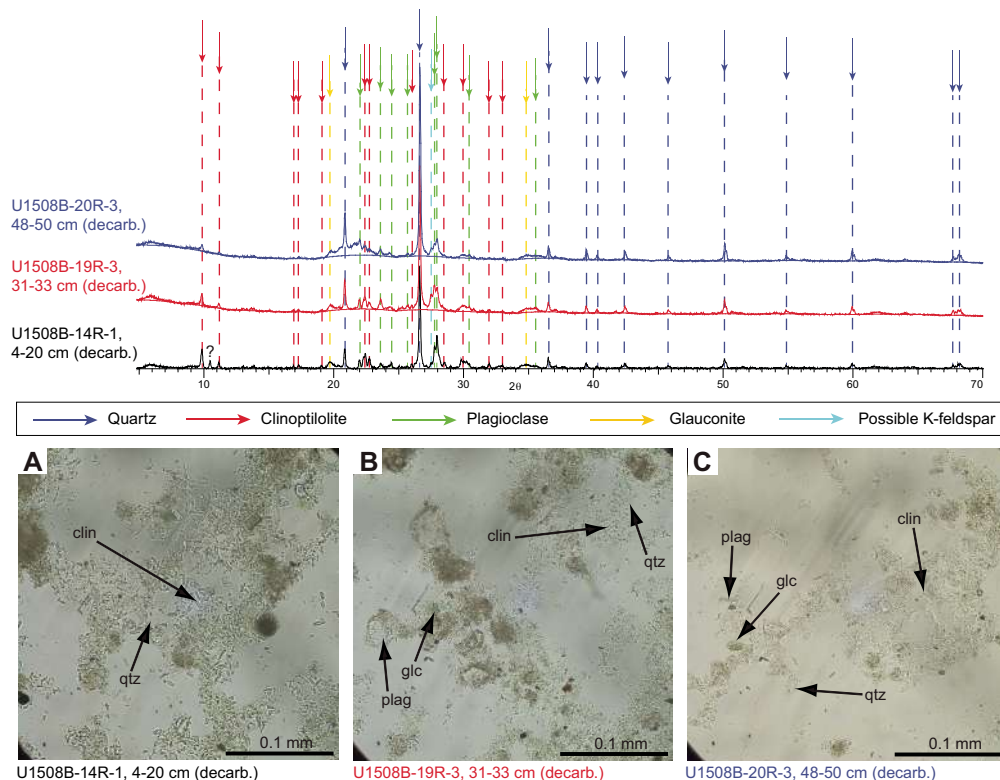 U1508B-20R-3,
48-50 cm (decarb.)
U1508B-19R-3,
31-33 cm (decarb.)
U1508B-14R-1,
4-20 cm (decarb.)
?
10 20 30 2θ 40 50 60 70
Quartz Clinoptilolite Plagioclase Glauconite Possible K-feldspar
A
clin
qtz
0.1 mm
U1508B-14R-1, 4-20 cm (decarb.)
B
clin
qtz
glc
plag
0.1 mm
U1508B-19R-3, 31-33 cm (decarb.)
C
plag
clin
glc
qtz
0.1 mm
U1508B-20R-3, 48-50 cm (decarb.)